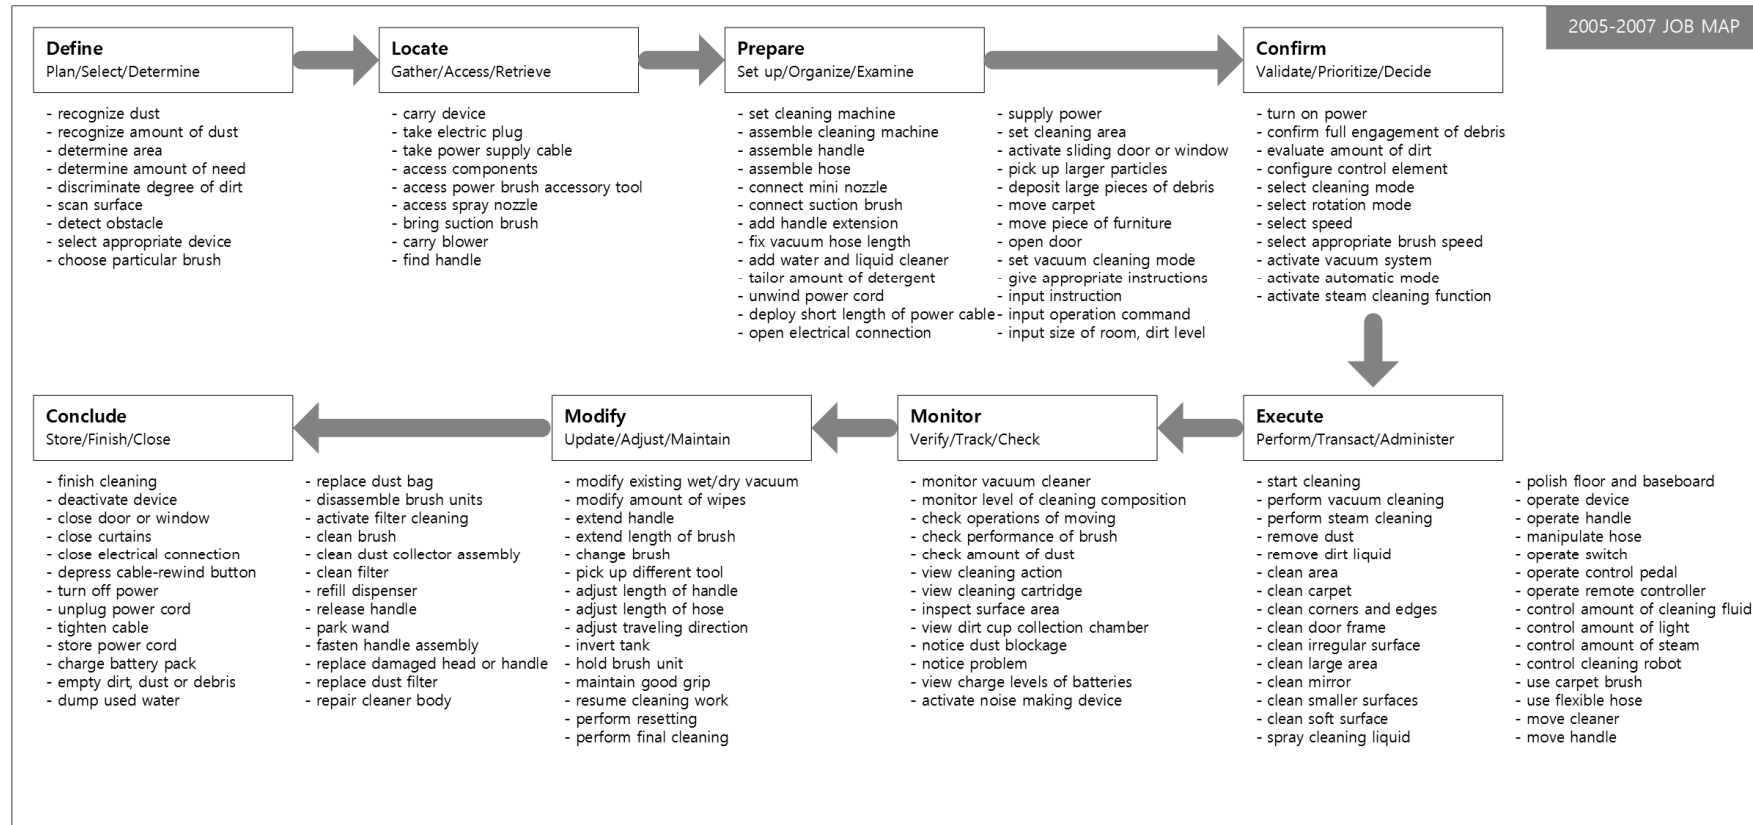 2005-2007 JOB MAP
Define
Plan/Select/Determine
- recognize dust
- recognize amount of dust
- determine area
- determine amount of need
- discriminate degree of dirt
- scan surface
- detect obstacle
- select appropriate device
- choose particular brush
Locate
Gather/Access/Retrieve
- carry device
- take electric plug
- take power supply cable
- access components
- access power brush accessory tool
- access spray nozzle
- bring suction brush
- carry blower
- find handle
Prepare
Set up/Organize/Examine
- set cleaning machine
- assemble cleaning machine
- assemble handle
- assemble hose
- connect mini nozzle
- connect suction brush
- add handle extension
- fix vacuum hose length
- add water and liquid cleaner
- tailor amount of detergent
- unwind power cord
- deploy short length of power cable
- open electrical connection
- supply power
- set cleaning area
- activate sliding door or window
- pick up larger particles
- deposit large pieces of debris
- move carpet
- move piece of furniture
- open door
- set vacuum cleaning mode
- give appropriate instructions
- input instruction
- input operation command
- input size of room, dirt level
Confirm
Validate/Prioritize/Decide
- turn on power
- confirm full engagement of debris
- evaluate amount of dirt
- configure control element
- select cleaning mode
- select rotation mode
- select speed
- select appropriate brush speed
- activate vacuum system
- activate automatic mode
- activate steam cleaning function
Conclude
Store/Finish/Close
- finish cleaning
- deactivate device
- close door or window
- close curtains
- close electrical connection
- depress cable-rewind button
- turn off power
- unplug power cord
- tighten cable
- store power cord
- charge battery pack
- empty dirt, dust or debris
- dump used water
- replace dust bag
- disassemble brush units
- activate filter cleaning
- clean brush
- clean dust collector assembly
- clean filter
- refill dispenser
- release handle
- park wand
- fasten handle assembly
- replace damaged head or handle
- replace dust filter
- repair cleaner body
Modify
Update/Adjust/Maintain
- modify existing wet/dry vacuum
- modify amount of wipes
- extend handle
- extend length of brush
- change brush
- pick up different tool
- adjust length of handle
- adjust length of hose
- adjust traveling direction
- invert tank
- hold brush unit
- maintain good grip
- resume cleaning work
- perform resetting
- perform final cleaning
Monitor
Verify/Track/Check
- monitor vacuum cleaner
- monitor level of cleaning composition
- check operations of moving
- check performance of brush
- check amount of dust
- view cleaning action
- view cleaning cartridge
- inspect surface area
- view dirt cup collection chamber
- notice dust blockage
- notice problem
- view charge levels of batteries
- activate noise making device
Execute
Perform/Transact/Administer
- start cleaning
- perform vacuum cleaning
- perform steam cleaning
- remove dust
- remove dirt liquid
- clean area
- clean carpet
- clean corners and edges
- clean door frame
- clean irregular surface
- clean large area
- clean mirror
- clean smaller surfaces
- clean soft surface
- spray cleaning liquid
- polish floor and baseboard
- operate device
- operate handle
- manipulate hose
- operate switch
- operate control pedal
- operate remote controller
- control amount of cleaning fluid
- control amount of light
- control amount of steam
- control cleaning robot
- use carpet brush
- use flexible hose
- move cleaner
- move handle